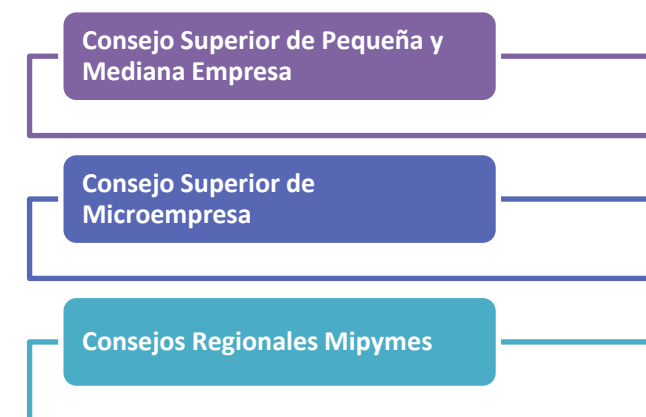 Consejo Superior de Pequeña y
Mediana Empresa
Consejo Superior de
Microempresa
Consejos Regionales Mipymes